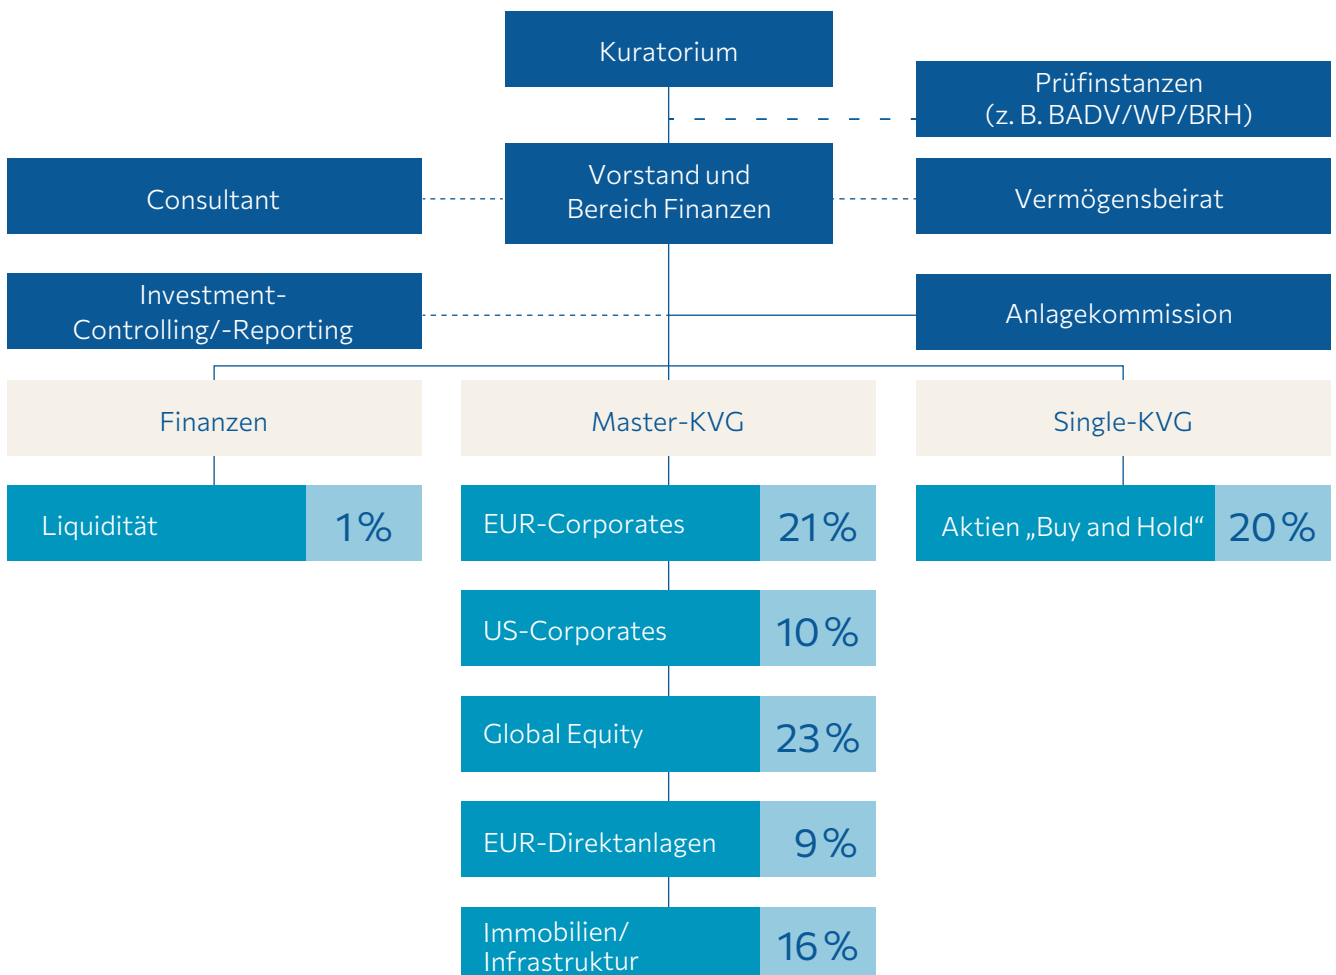 Kuratorium
Prüfinstanzen
(z. B. BADV/WP/BRH)
Consultant
Vorstand und
Bereich Finanzen
Vermögensbeirat
Investment-
Controlling/-Reporting
Anlagekommission
Finanzen
Master-KVG
Single-KVG
Liquidität 1 %
EUR-Corporates 21 %
Aktien „Buy and Hold“ 20 %
US-Corporates 10 %
Global Equity 23 %
EUR-Direktanlagen 9 %
Immobilien/
Infrastruktur 16 %